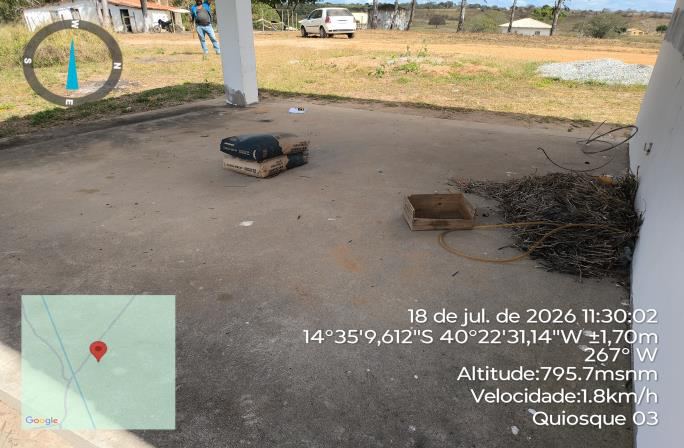 W
S
N
E
18 de jul. de 2026 11:30:02
14°35'9,612"S 40°22'31,14"W ±1,70m
267° W
Altitude:795.7msnm
Velocidade:1.8km/h
Quiosque 03
Google